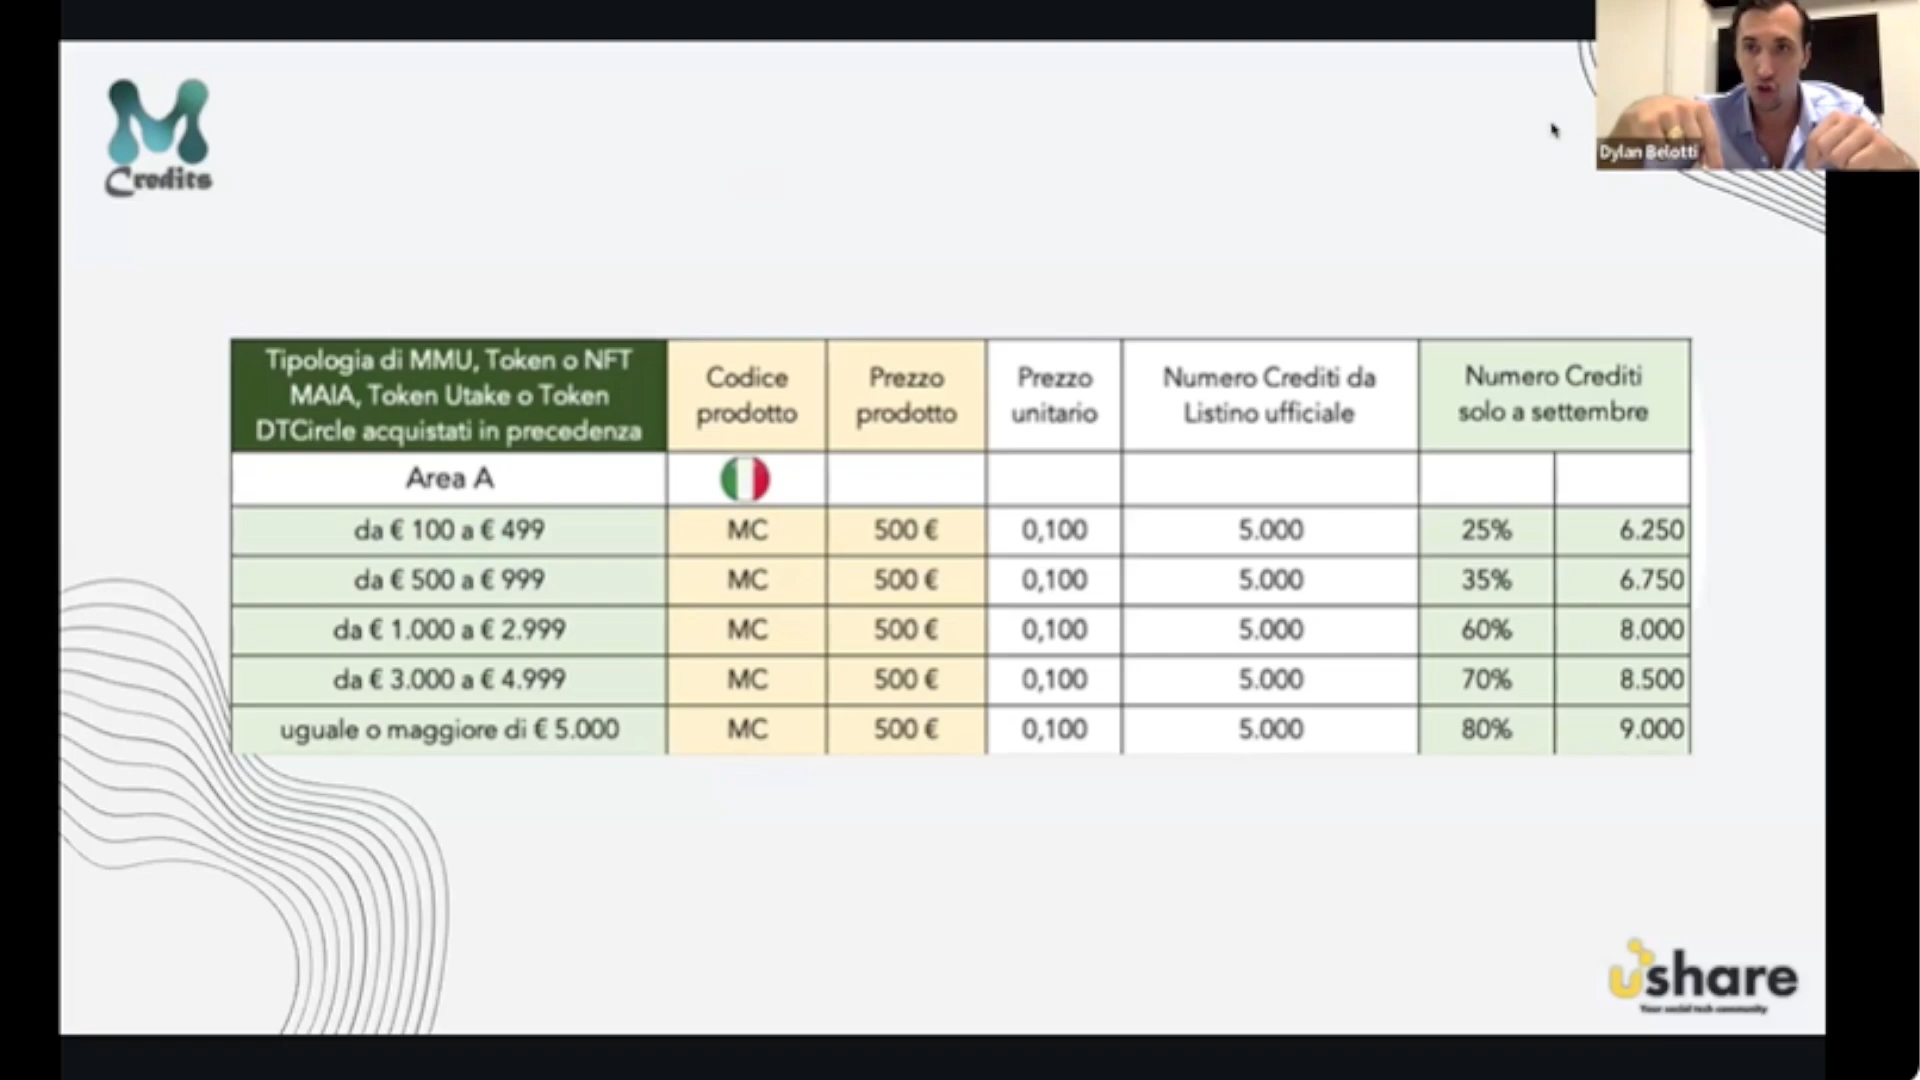 M
Credits
Dylan Belotti
Tipologia di MMU, Token o NFT
MAIA, Token Utake o Token
DTCircle acquistati in precedenza
Codice
prodotto
Prezzo
prodotto
Prezzo
unitario
Numero Crediti da
Listino ufficiale
Numero Crediti
solo a settembre
Area A
da € 100 a € 499 MC 500 € 0,100 5.000 25% 6.250
da € 500 a € 999 MC 500 € 0,100 5.000 35% 6.750
da € 1.000 a € 2.999 MC 500 € 0,100 5.000 60% 8.000
da € 3.000 a € 4.999 MC 500 € 0,100 5.000 70% 8.500
uguale o maggiore di € 5.000 MC 500 € 0,100 5.000 80% 9.000
ushare
Your social tech community